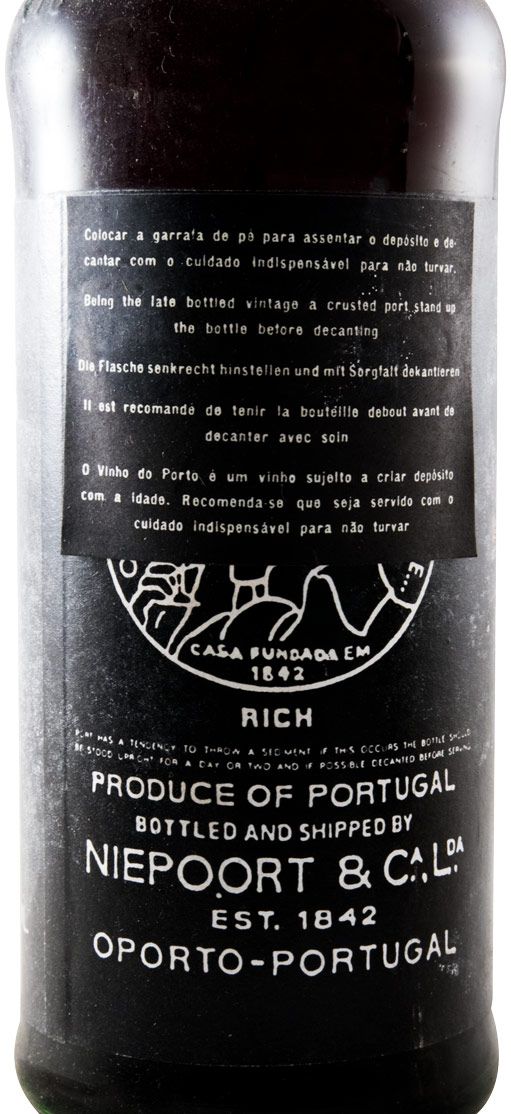 Colocar a garrafa de pè para assentar o depósito e de-
cantar com o cuidado indispensável para não turvar.
Being the late bottled vintage a crusted port stand up
the bottle before decanting
Die Flasche senkrecht hinstellen und mit Sorgfalt dekantieren
Il est recomandé de tenir la boutéille debout avant de
decanter avec soin
O Vinho do Porto é um vinho sujeito a criar depósito
com a idade. Recomenda-se que seja servido com o
cuidado indispensável para não turvar
CASA FUNDADA EM
1842
RICH
PORT HAS A TENDENCY TO THROW A SEDIMENT IF THIS OCCURS THE BOTTLE SHOULD
BE STOOD UPRIGHT FOR A DAY OR TWO AND IF POSSIBLE DECANTED BEFORE SERVING
PRODUCE OF PORTUGAL
BOTTLED AND SHIPPED BY
NIEPOORT & CA., LDA.
EST. 1842
OPORTO-PORTUGAL